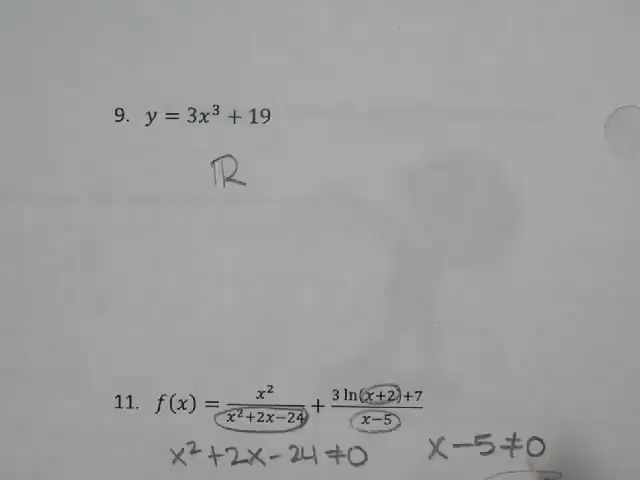 9. y = 3x³ + 19
ℝ
11. f(x) = x²/(x²+2x−24) + (3 ln(x+2)+7)/(x−5)
x² + 2x − 24 ≠ 0 x − 5 ≠ 0